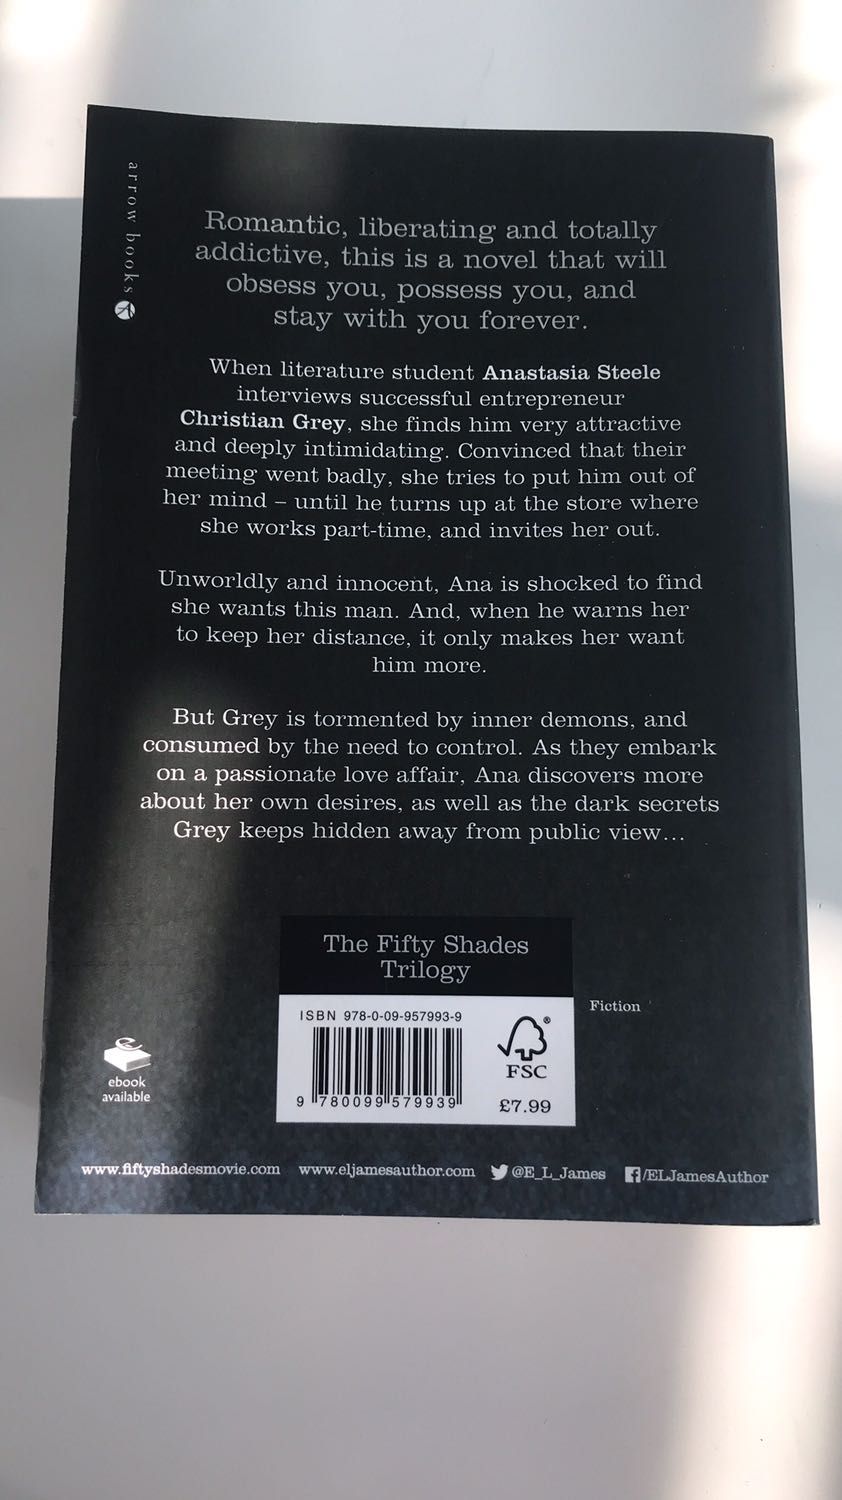 arrow books
Romantic, liberating and totally
addictive, this is a novel that will
obsess you, possess you, and
stay with you forever.
When literature student Anastasia Steele
interviews successful entrepreneur
Christian Grey, she finds him very attractive
and deeply intimidating. Convinced that their
meeting went badly, she tries to put him out of
her mind – until he turns up at the store where
she works part-time, and invites her out.
Unworldly and innocent, Ana is shocked to find
she wants this man. And, when he warns her
to keep her distance, it only makes her want
him more.
But Grey is tormented by inner demons, and
consumed by the need to control. As they embark
on a passionate love affair, Ana discovers more
about her own desires, as well as the dark secrets
Grey keeps hidden away from public view...
The Fifty Shades
Trilogy
Fiction
ISBN 978-0-09-957993-9
9 780099 579939
®
FSC
£7.99
ebook
available
www.fiftyshadesmovie.com www.eljamesauthor.com @E_L_James f/ELJamesAuthor